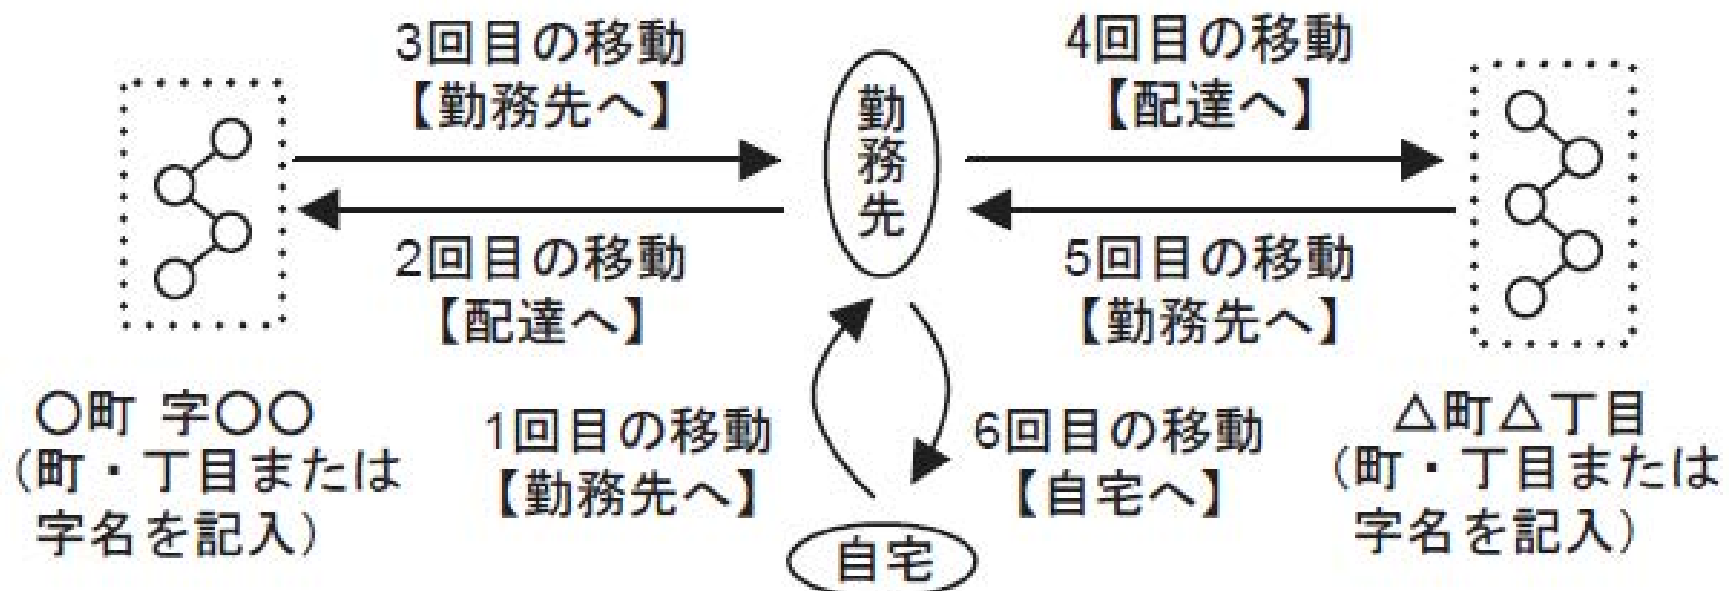 3回目の移動
【勤務先へ】
4回目の移動
【配達へ】
勤務先
2回目の移動
【配達へ】
5回目の移動
【勤務先へ】
○町 字○○
(町・丁目または
字名を記入)
1回目の移動
【勤務先へ】
6回目の移動
【自宅へ】
△町△丁目
(町・丁目または
字名を記入)
自宅